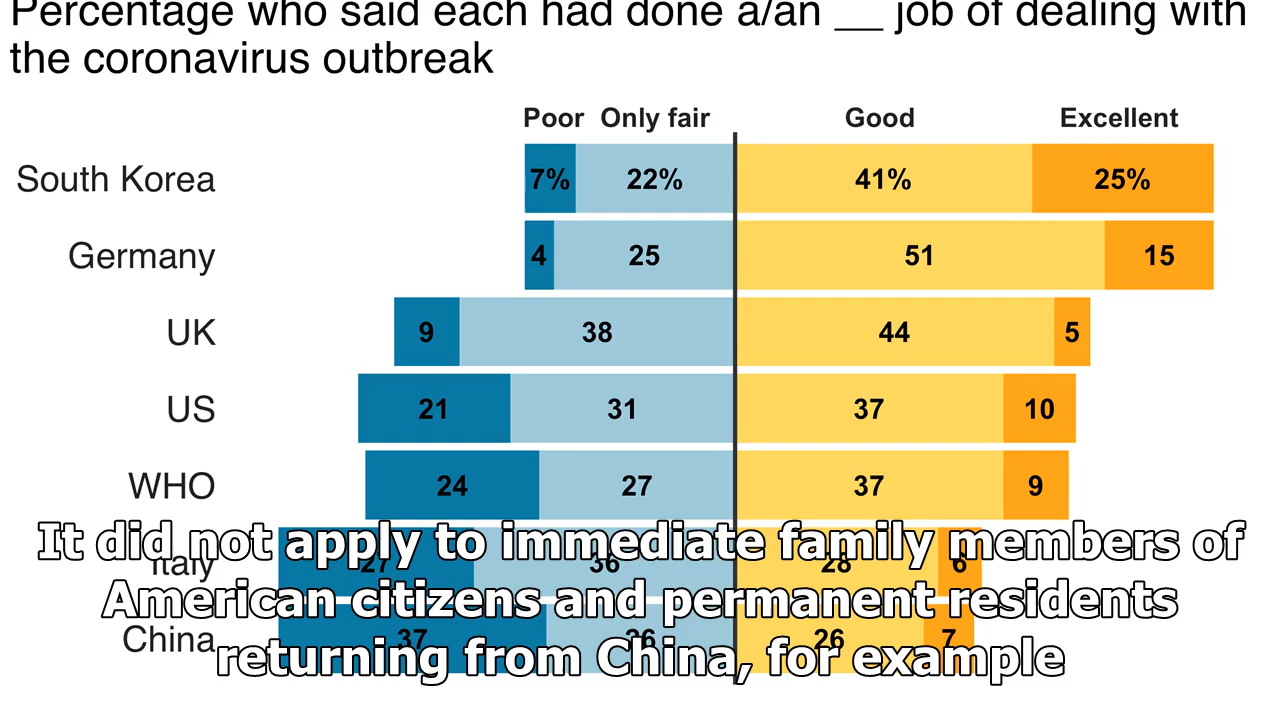 Percentage who said each had done a/an __ job of dealing with
the coronavirus outbreak
Poor Only fair Good Excellent
South Korea 7% 22% 41% 25%
Germany 4 25 51 15
UK 9 38 44 5
US 21 31 37 10
WHO 24 27 37 9
Italy 27 36 28 6
China 37 26 26 7
It did not apply to immediate family members of
American citizens and permanent residents
returning from China, for example